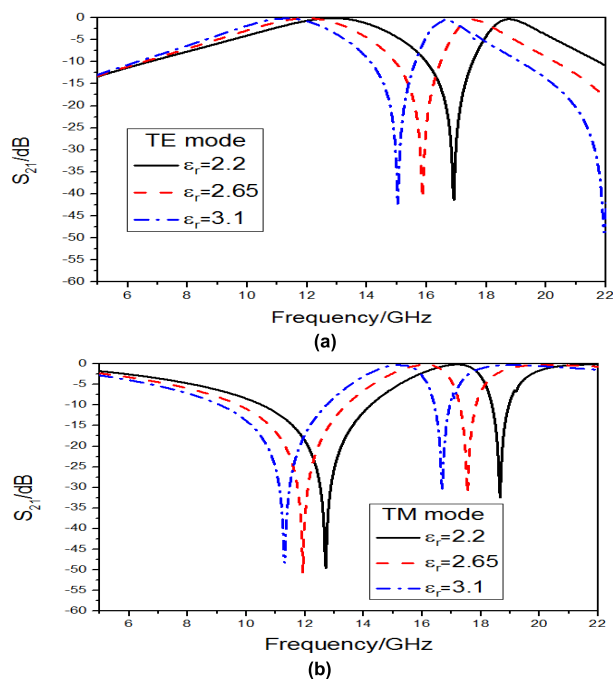 0
-5
-10
-15
-20
-25
-30
-35
-40
-45
-50
-55
-60
S21/dB
TE mode
εr=2.2
εr=2.65
εr=3.1
6 8 10 12 14 16 18 20 22
Frequency/GHz
(a)
0
-5
-10
-15
-20
-25
-30
-35
-40
-45
-50
-55
-60
S21/dB
TM mode
εr=2.2
εr=2.65
εr=3.1
6 8 10 12 14 16 18 20 22
Frequency/GHz
(b)